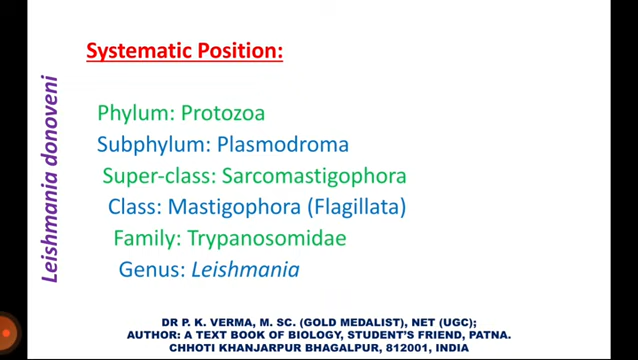 Systematic Position:
Leishmania donoveni
Phylum: Protozoa
Subphylum: Plasmodroma
Super-class: Sarcomastigophora
Class: Mastigophora (Flagillata)
Family: Trypanosomidae
Genus: Leishmania
DR P. K. VERMA, M. SC. (GOLD MEDALIST), NET (UGC);
AUTHOR: A TEXT BOOK OF BIOLOGY, STUDENT'S FRIEND, PATNA.
CHHOTI KHANJARPUR BHAGALPUR, 812001, INDIA